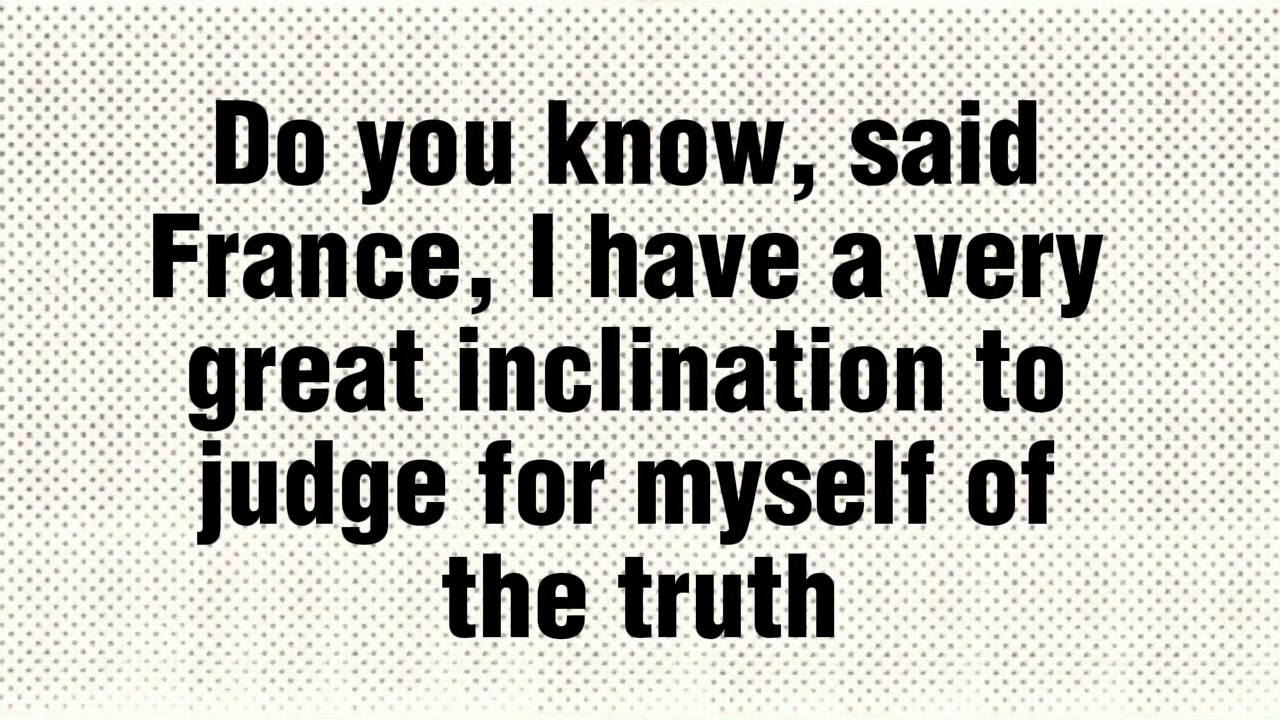 Do you know, said
France, I have a very
great inclination to
judge for myself of
the truth